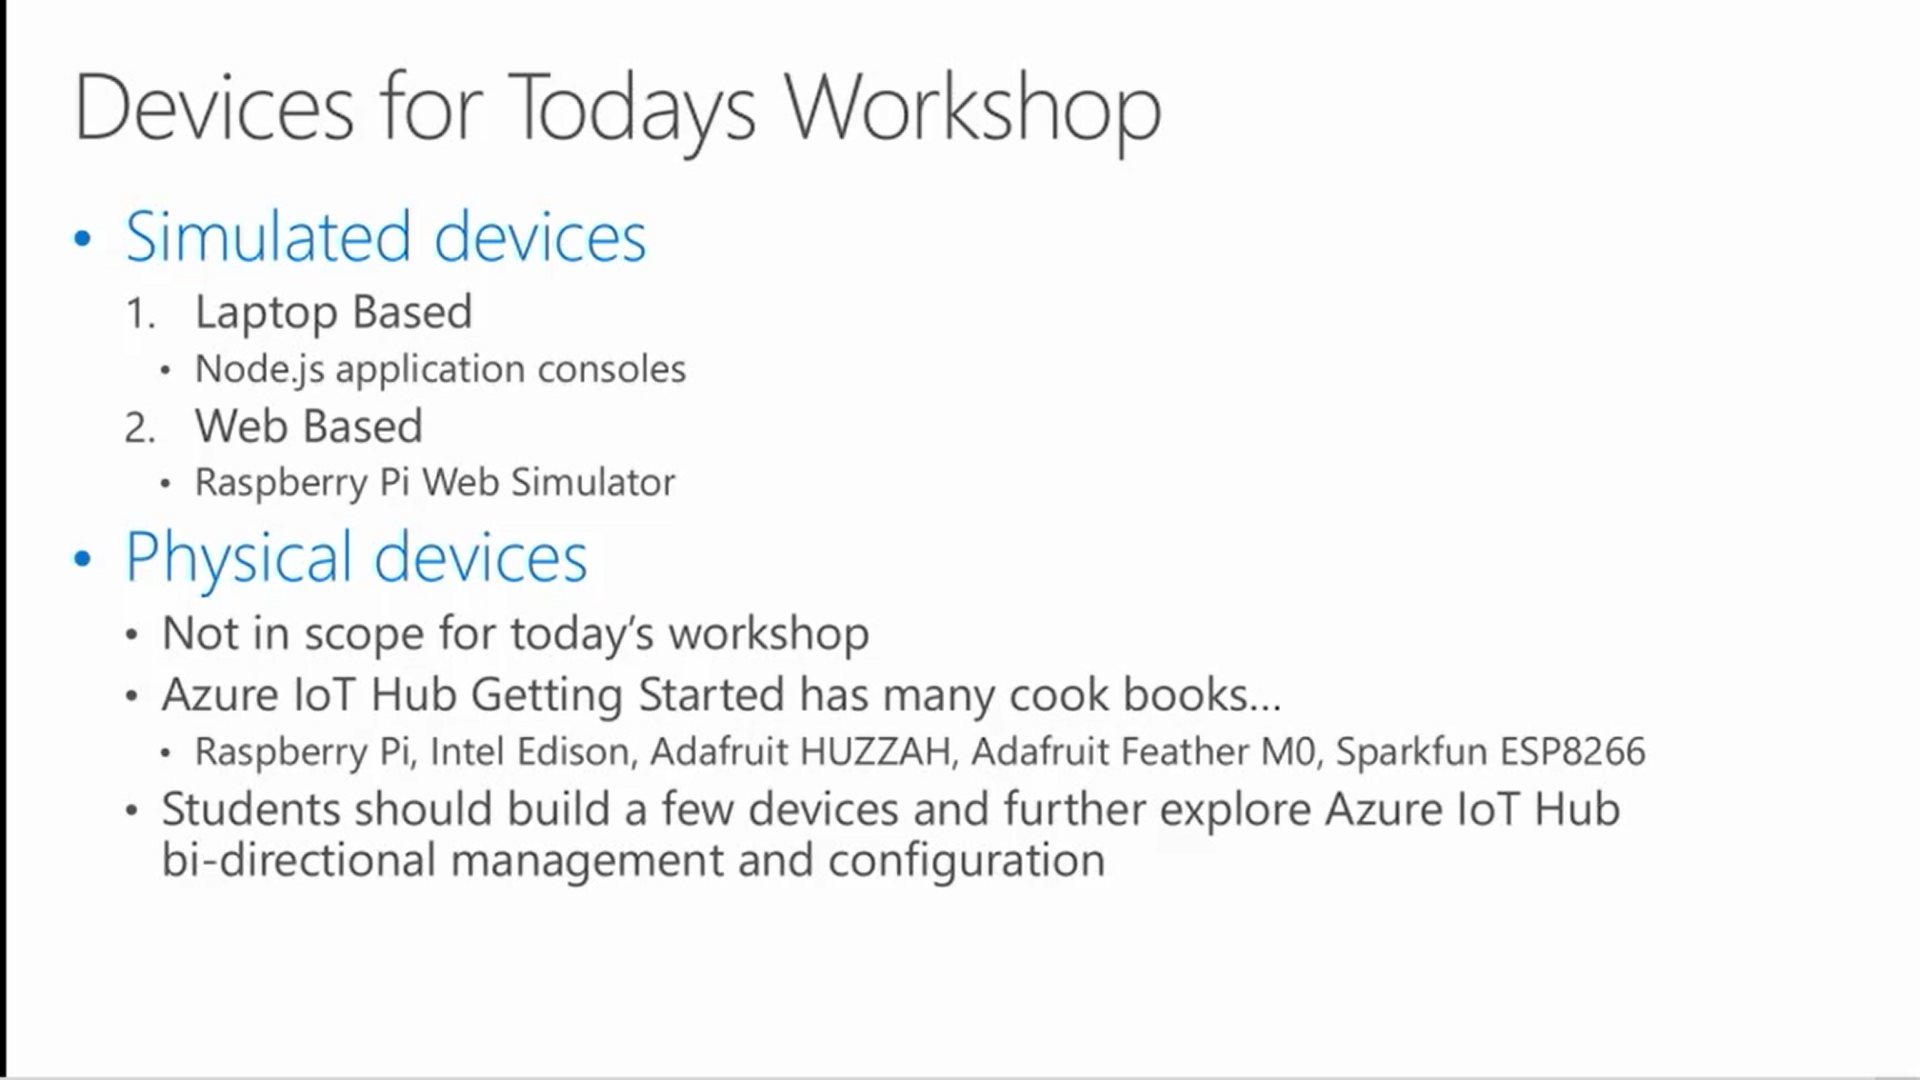 Devices for Todays Workshop
• Simulated devices
1. Laptop Based
• Node.js application consoles
2. Web Based
• Raspberry Pi Web Simulator
• Physical devices
• Not in scope for today’s workshop
• Azure IoT Hub Getting Started has many cook books...
• Raspberry Pi, Intel Edison, Adafruit HUZZAH, Adafruit Feather M0, Sparkfun ESP8266
• Students should build a few devices and further explore Azure IoT Hub
bi-directional management and configuration